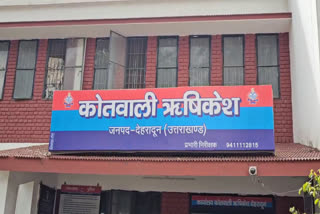 कोतवाली ऋषिकेश
जनपद-देहरादून (उत्तराखण्ड)
प्रभारी निरीक्षक 9411112815